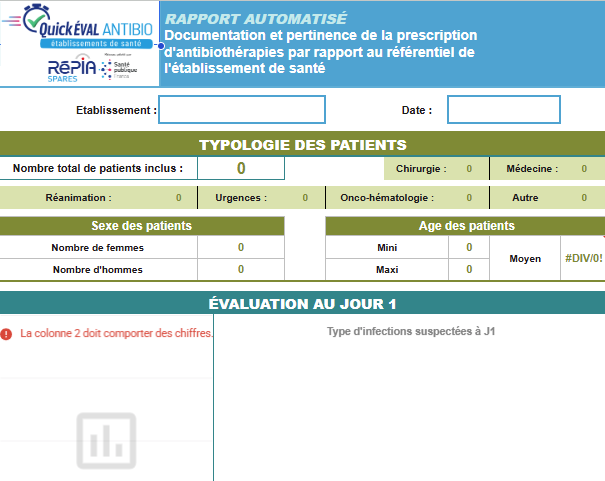 QuickÉVAL ANTIBIO
établissements de santé
RéPIA
SPARES
Santé
publique
France
RAPPORT AUTOMATISÉ
Documentation et pertinence de la prescription
d'antibiothérapies par rapport au référentiel de
l'établissement de santé
Etablissement :
Date :
TYPOLOGIE DES PATIENTS
Nombre total de patients inclus : 0 Chirurgie : 0 Médecine : 0
Réanimation : 0 Urgences : 0 Onco-hématologie : 0 Autre 0
Sexe des patients
Age des patients
Nombre de femmes 0 Mini 0
Moyen #DIV/0!
Nombre d'hommes 0 Maxi 0
ÉVALUATION AU JOUR 1
La colonne 2 doit comporter des chiffres.
Type d'infections suspectées à J1